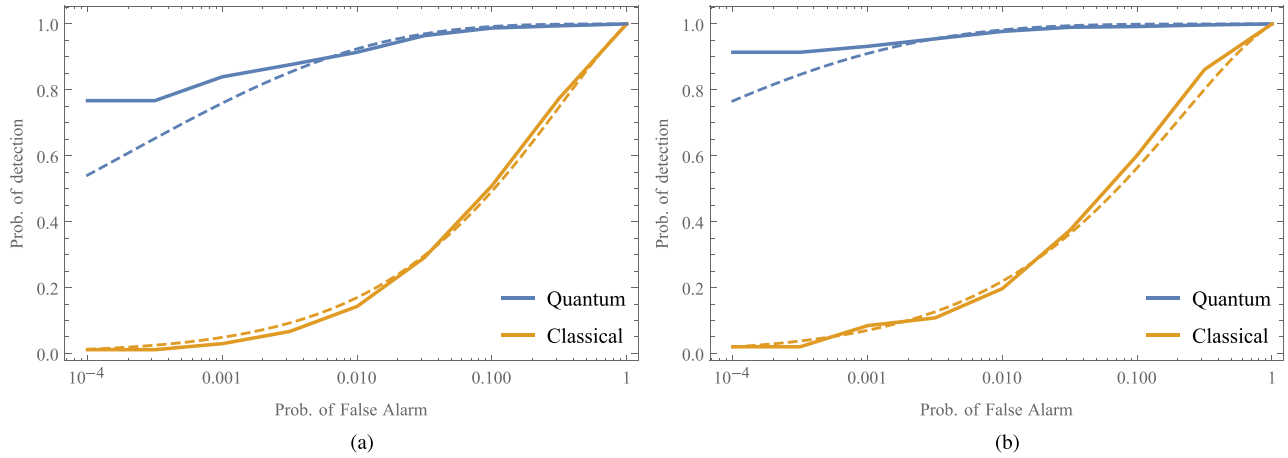 Prob. of detection
1.0
0.8
0.6
0.4
0.2
0.0
Quantum
Classical
10⁻⁴
0.001
0.010
0.100
1
Prob. of False Alarm
(a)
Prob. of detection
1.0
0.8
0.6
0.4
0.2
0.0
Quantum
Classical
10⁻⁴
0.001
0.010
0.100
1
Prob. of False Alarm
(b)